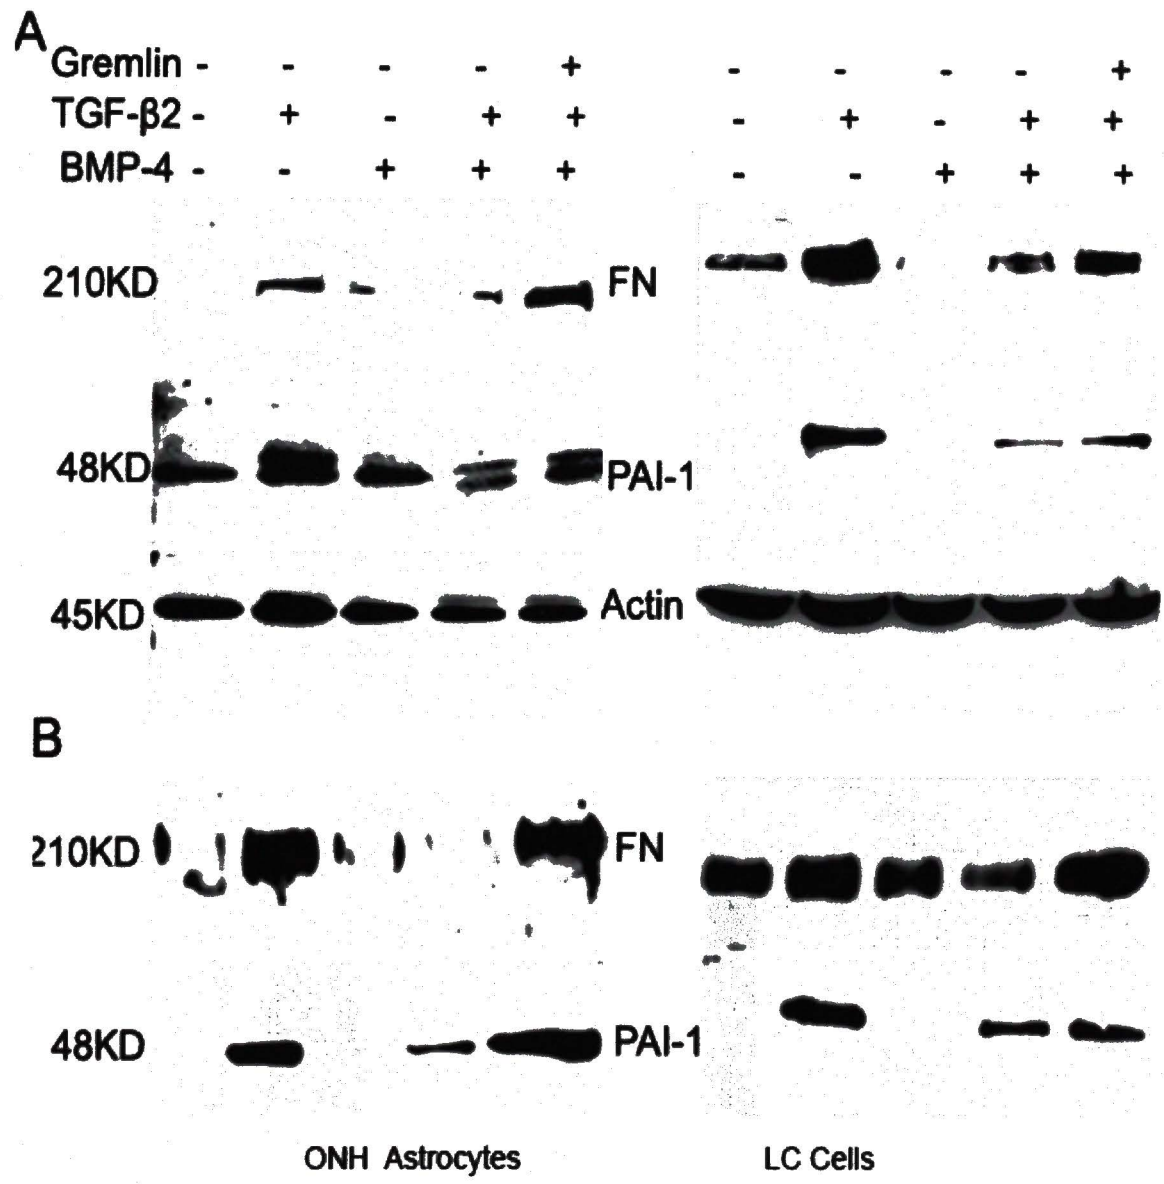 A
Gremlin - - - - + - - - - +
TGF-β2 - + - + + - + - + +
BMP-4 - - + + + - - + + +
210KD FN
48KD PAI-1
45KD Actin
B
210KD FN
48KD PAI-1
ONH Astrocytes LC Cells